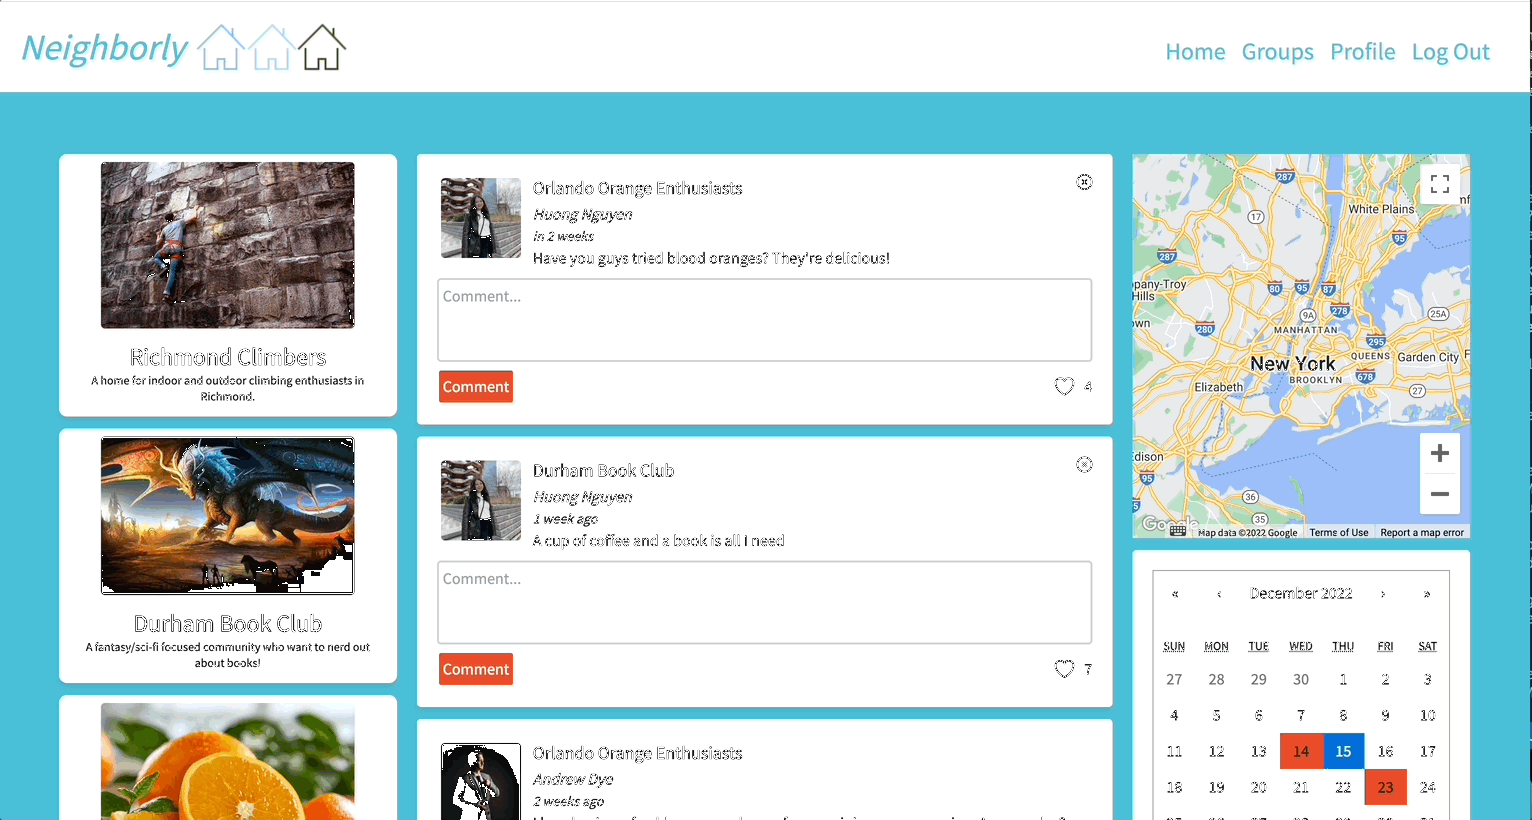 Neighborly
Home Groups Profile Log Out
Richmond Climbers
A home for indoor and outdoor climbing enthusiasts in
Richmond.
Durham Book Club
A fantasy/sci-fi focused community who want to nerd out
about books!
Orlando Orange Enthusiasts
Huong Nguyen
in 2 weeks
Have you guys tried blood oranges? They're delicious!
Comment...
Comment
4
Durham Book Club
Huong Nguyen
1 week ago
A cup of coffee and a book is all I need
Comment...
Comment
7
Orlando Orange Enthusiasts
Andrew Dyo
2 weeks ago
287
17
White Plains
95
287
pany-Troy
Hills
80
95
87
9A
278
25A
own
280
MANHATTAN
295
New York
QUEENS
Garden City
BROOKLYN
678
Elizabeth
27
Edison
95
36
35
Google
Map data ©2022 Google
Terms of Use
Report a map error
« ‹ December 2022 › »
SUN MON TUE WED THU FRI SAT
27 28 29 30 1 2 3
4 5 6 7 8 9 10
11 12 13 14 15 16 17
18 19 20 21 22 23 24